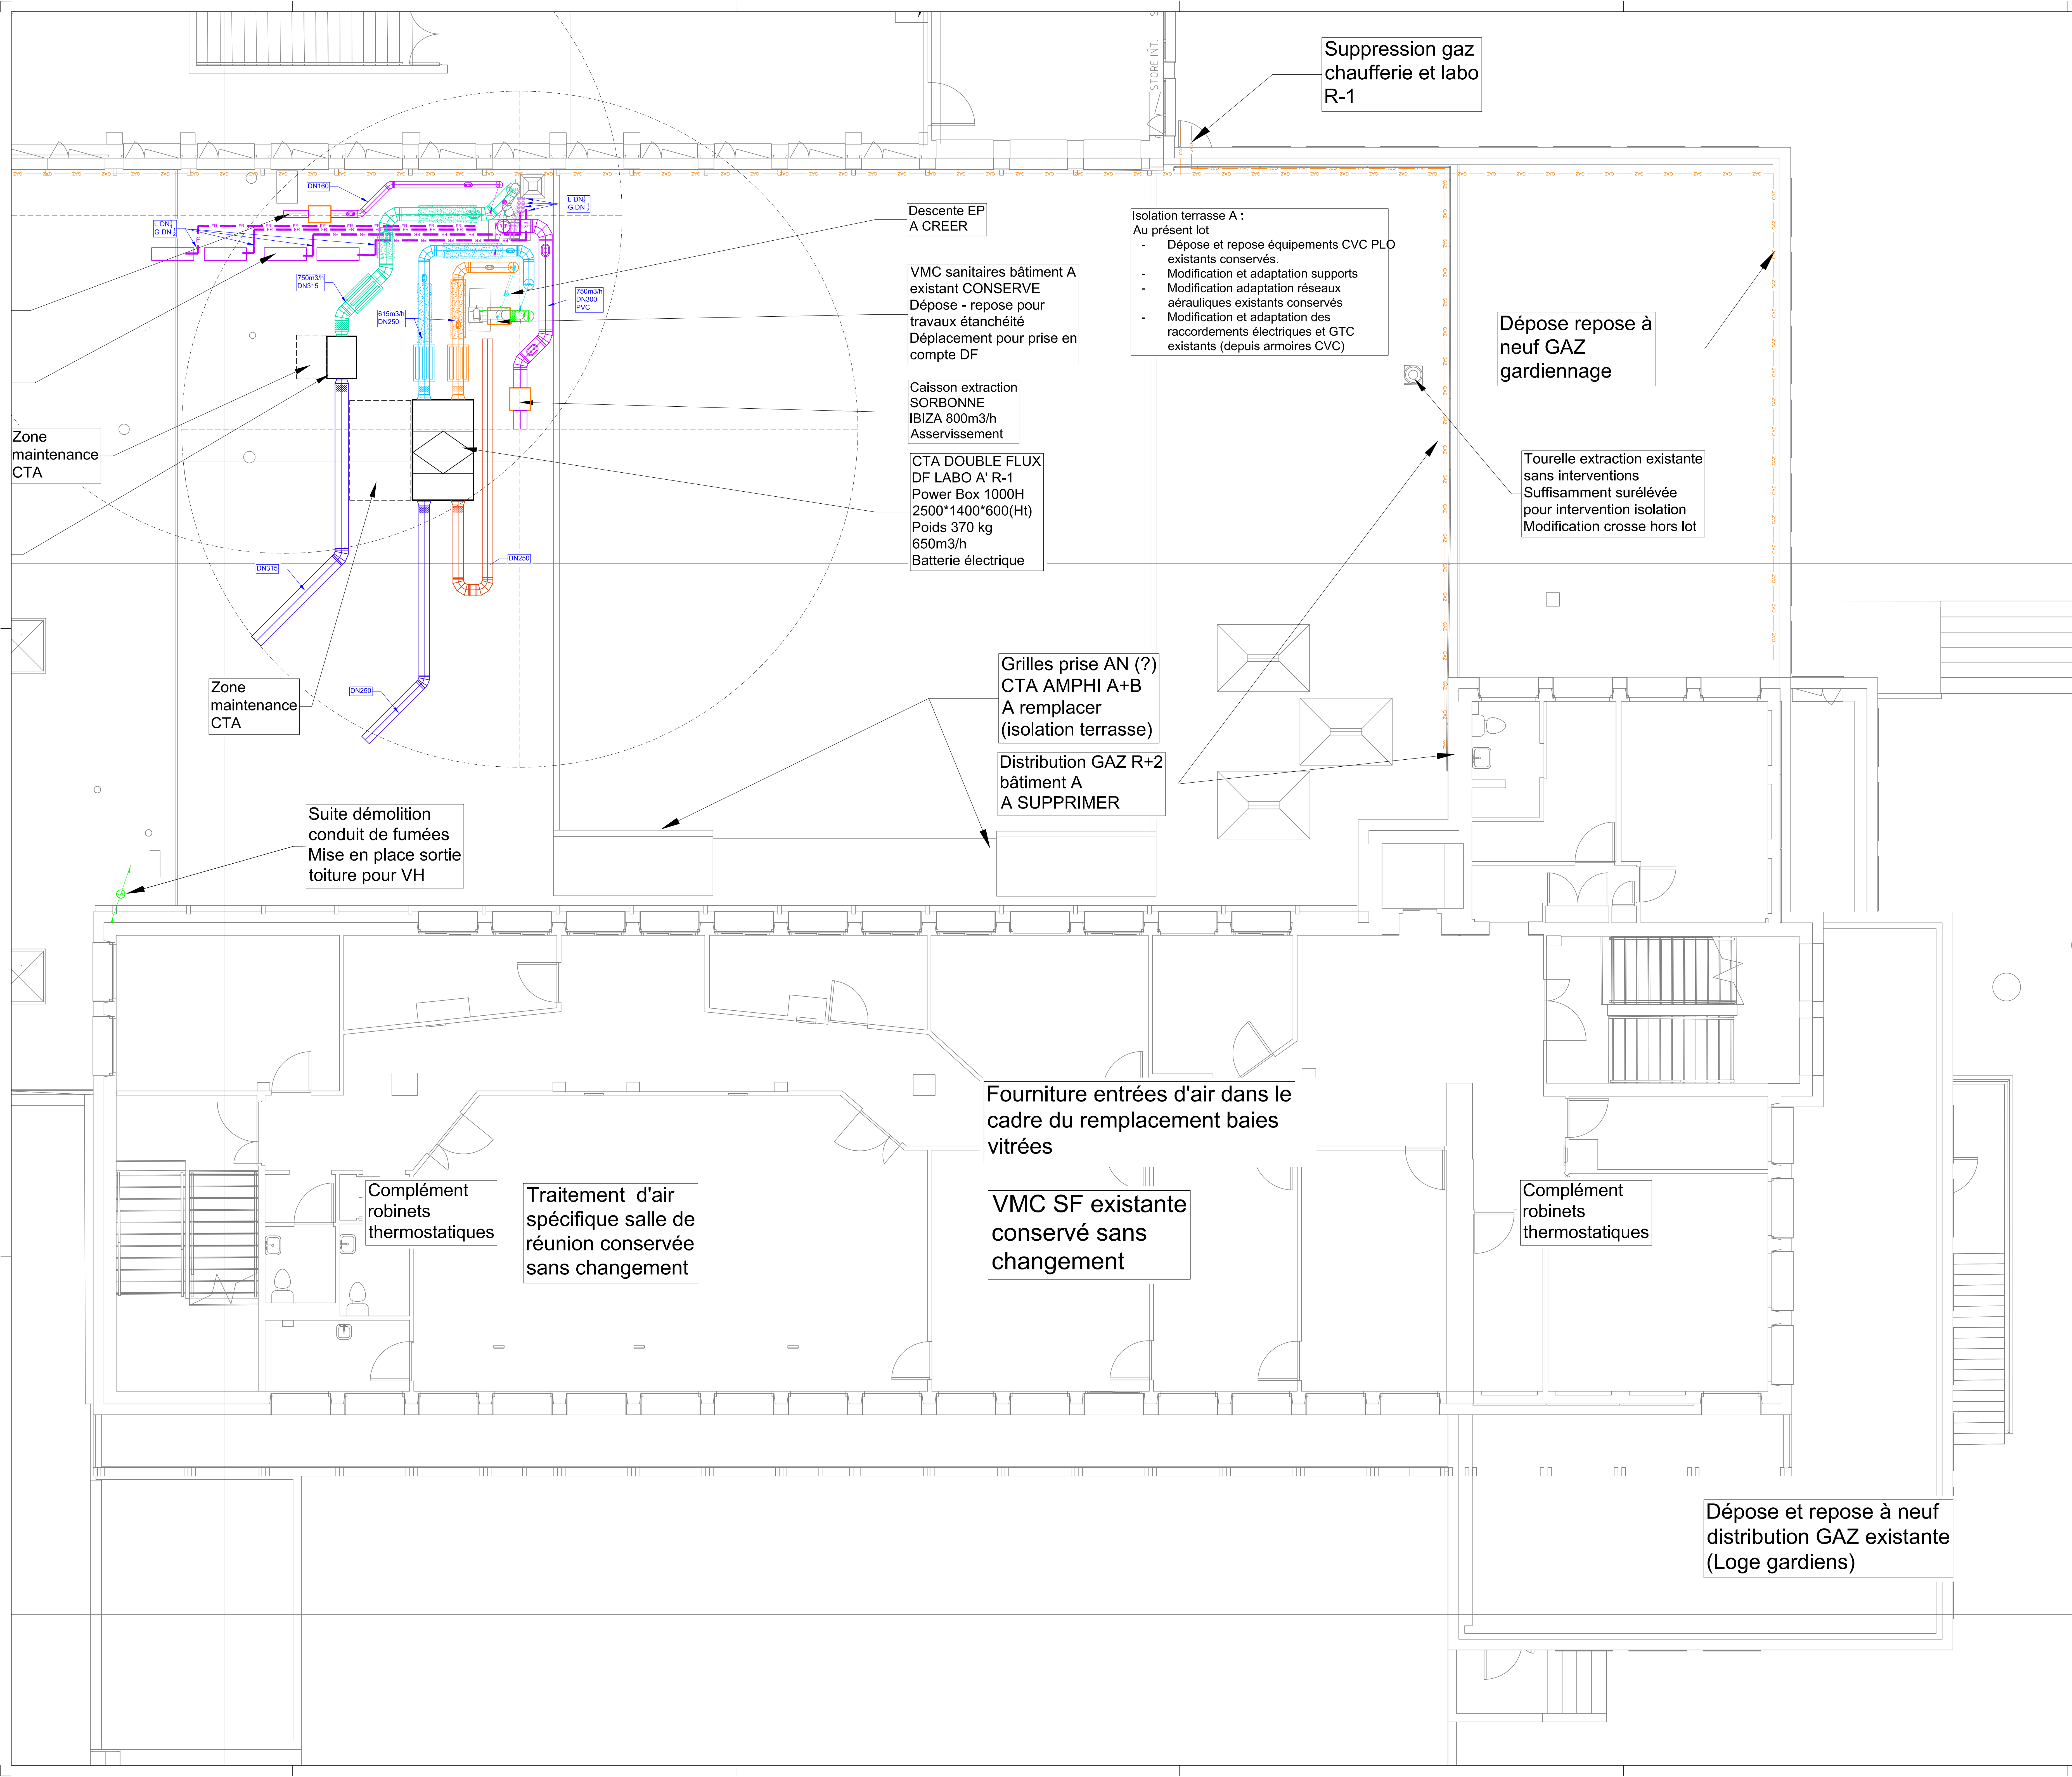 Suppression gaz
chaufferie et labo
R-1
STORE INT.
DN160
L DN
G DN
L DN
G DN
Descente EP
A CREER
Isolation terrasse A :
Au présent lot
- Dépose et repose équipements CVC PLO
existants conservés.
- Modification et adaptation supports
- Modification adaptation réseaux
aérauliques existants conservés
- Modification et adaptation des
raccordements électriques et GTC
existants (depuis armoires CVC)
750m3/h
DN315
615m3/h
DN250
750m3/h
DN300
PVC
VMC sanitaires bâtiment A
existant CONSERVE
Dépose - repose pour
travaux étanchéité
Déplacement pour prise en
compte DF
Dépose repose à
neuf GAZ
gardiennage
Caisson extraction
SORBONNE
IBIZA 800m3/h
Asservissement
Zone
maintenance
CTA
CTA DOUBLE FLUX
DF LABO A' R-1
Power Box 1000H
2500*1400*600(Ht)
Poids 370 kg
650m3/h
Batterie électrique
Tourelle extraction existante
sans interventions
Suffisamment surélévée
pour intervention isolation
Modification crosse hors lot
DN315
DN250
DN250
Zone
maintenance
CTA
Grilles prise AN (?)
CTA AMPHI A+B
A remplacer
(isolation terrasse)
Distribution GAZ R+2
bâtiment A
A SUPPRIMER
Suite démolition
conduit de fumées
Mise en place sortie
toiture pour VH
Fourniture entrées d'air dans le
cadre du remplacement baies
vitrées
Complément
robinets
thermostatiques
Traitement d'air
spécifique salle de
réunion conservée
sans changement
VMC SF existante
conservé sans
changement
Complément
robinets
thermostatiques
Dépose et repose à neuf
distribution GAZ existante
(Loge gardiens)